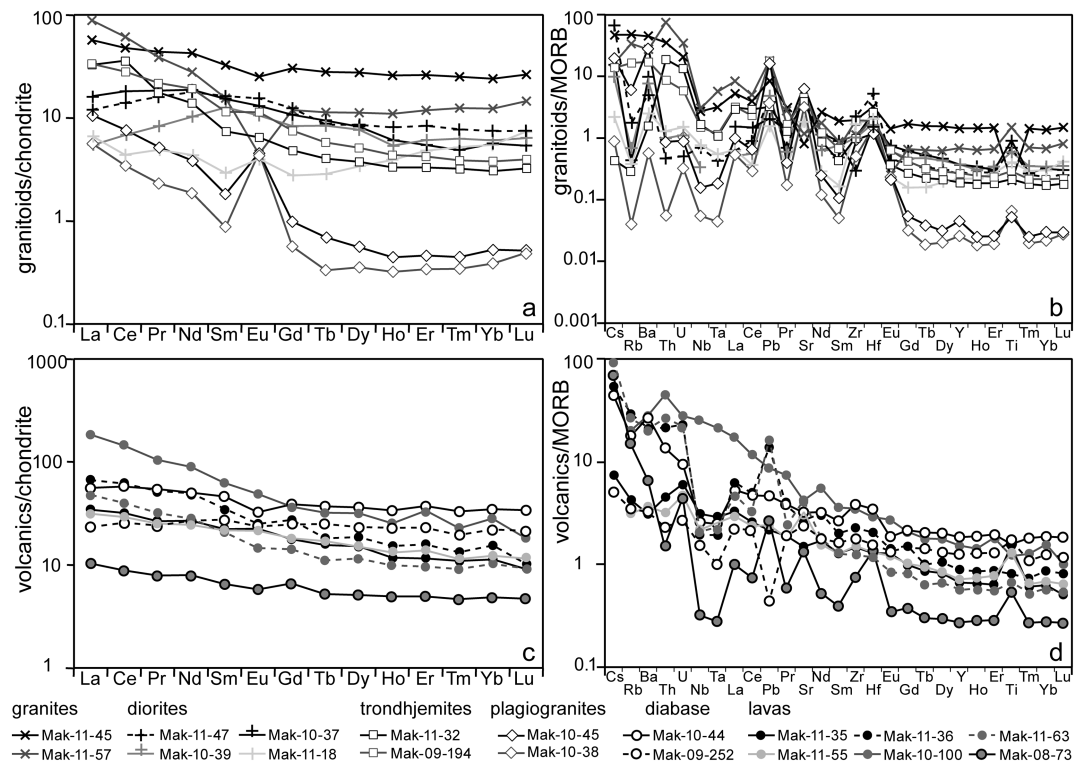 granitoids/chondrite
100
10
1
0.1
a
La Ce Pr Nd Sm Eu Gd Tb Dy Ho Er Tm Yb Lu
granitoids/MORB
100
10
1
0.1
0.01
0.001
b
Cs Ba U Ta Ce Pr Nd Zr Eu Tb Y Er Tm Lu
Rb Th Nb La Pb Sr Sm Hf Gd Dy Ho Ti Yb
volcanics/chondrite
1000
100
10
1
c
La Ce Pr Nd Sm Eu Gd Tb Dy Ho Er Tm Yb Lu
volcanics/MORB
100
10
1
0.1
d
Cs Ba U Ta Ce Pr Nd Zr Eu Tb Y Er Tm Lu
Rb Th Nb La Pb Sr Sm Hf Gd Dy Ho Ti Yb
granites diorites trondhjemites plagiogranites diabase lavas
Mak-11-45 Mak-11-47 Mak-10-37 Mak-11-32 Mak-10-45 Mak-10-44 Mak-11-35 Mak-11-36 Mak-11-63
Mak-11-57 Mak-10-39 Mak-11-18 Mak-09-194 Mak-10-38 Mak-09-252 Mak-11-55 Mak-10-100 Mak-08-73